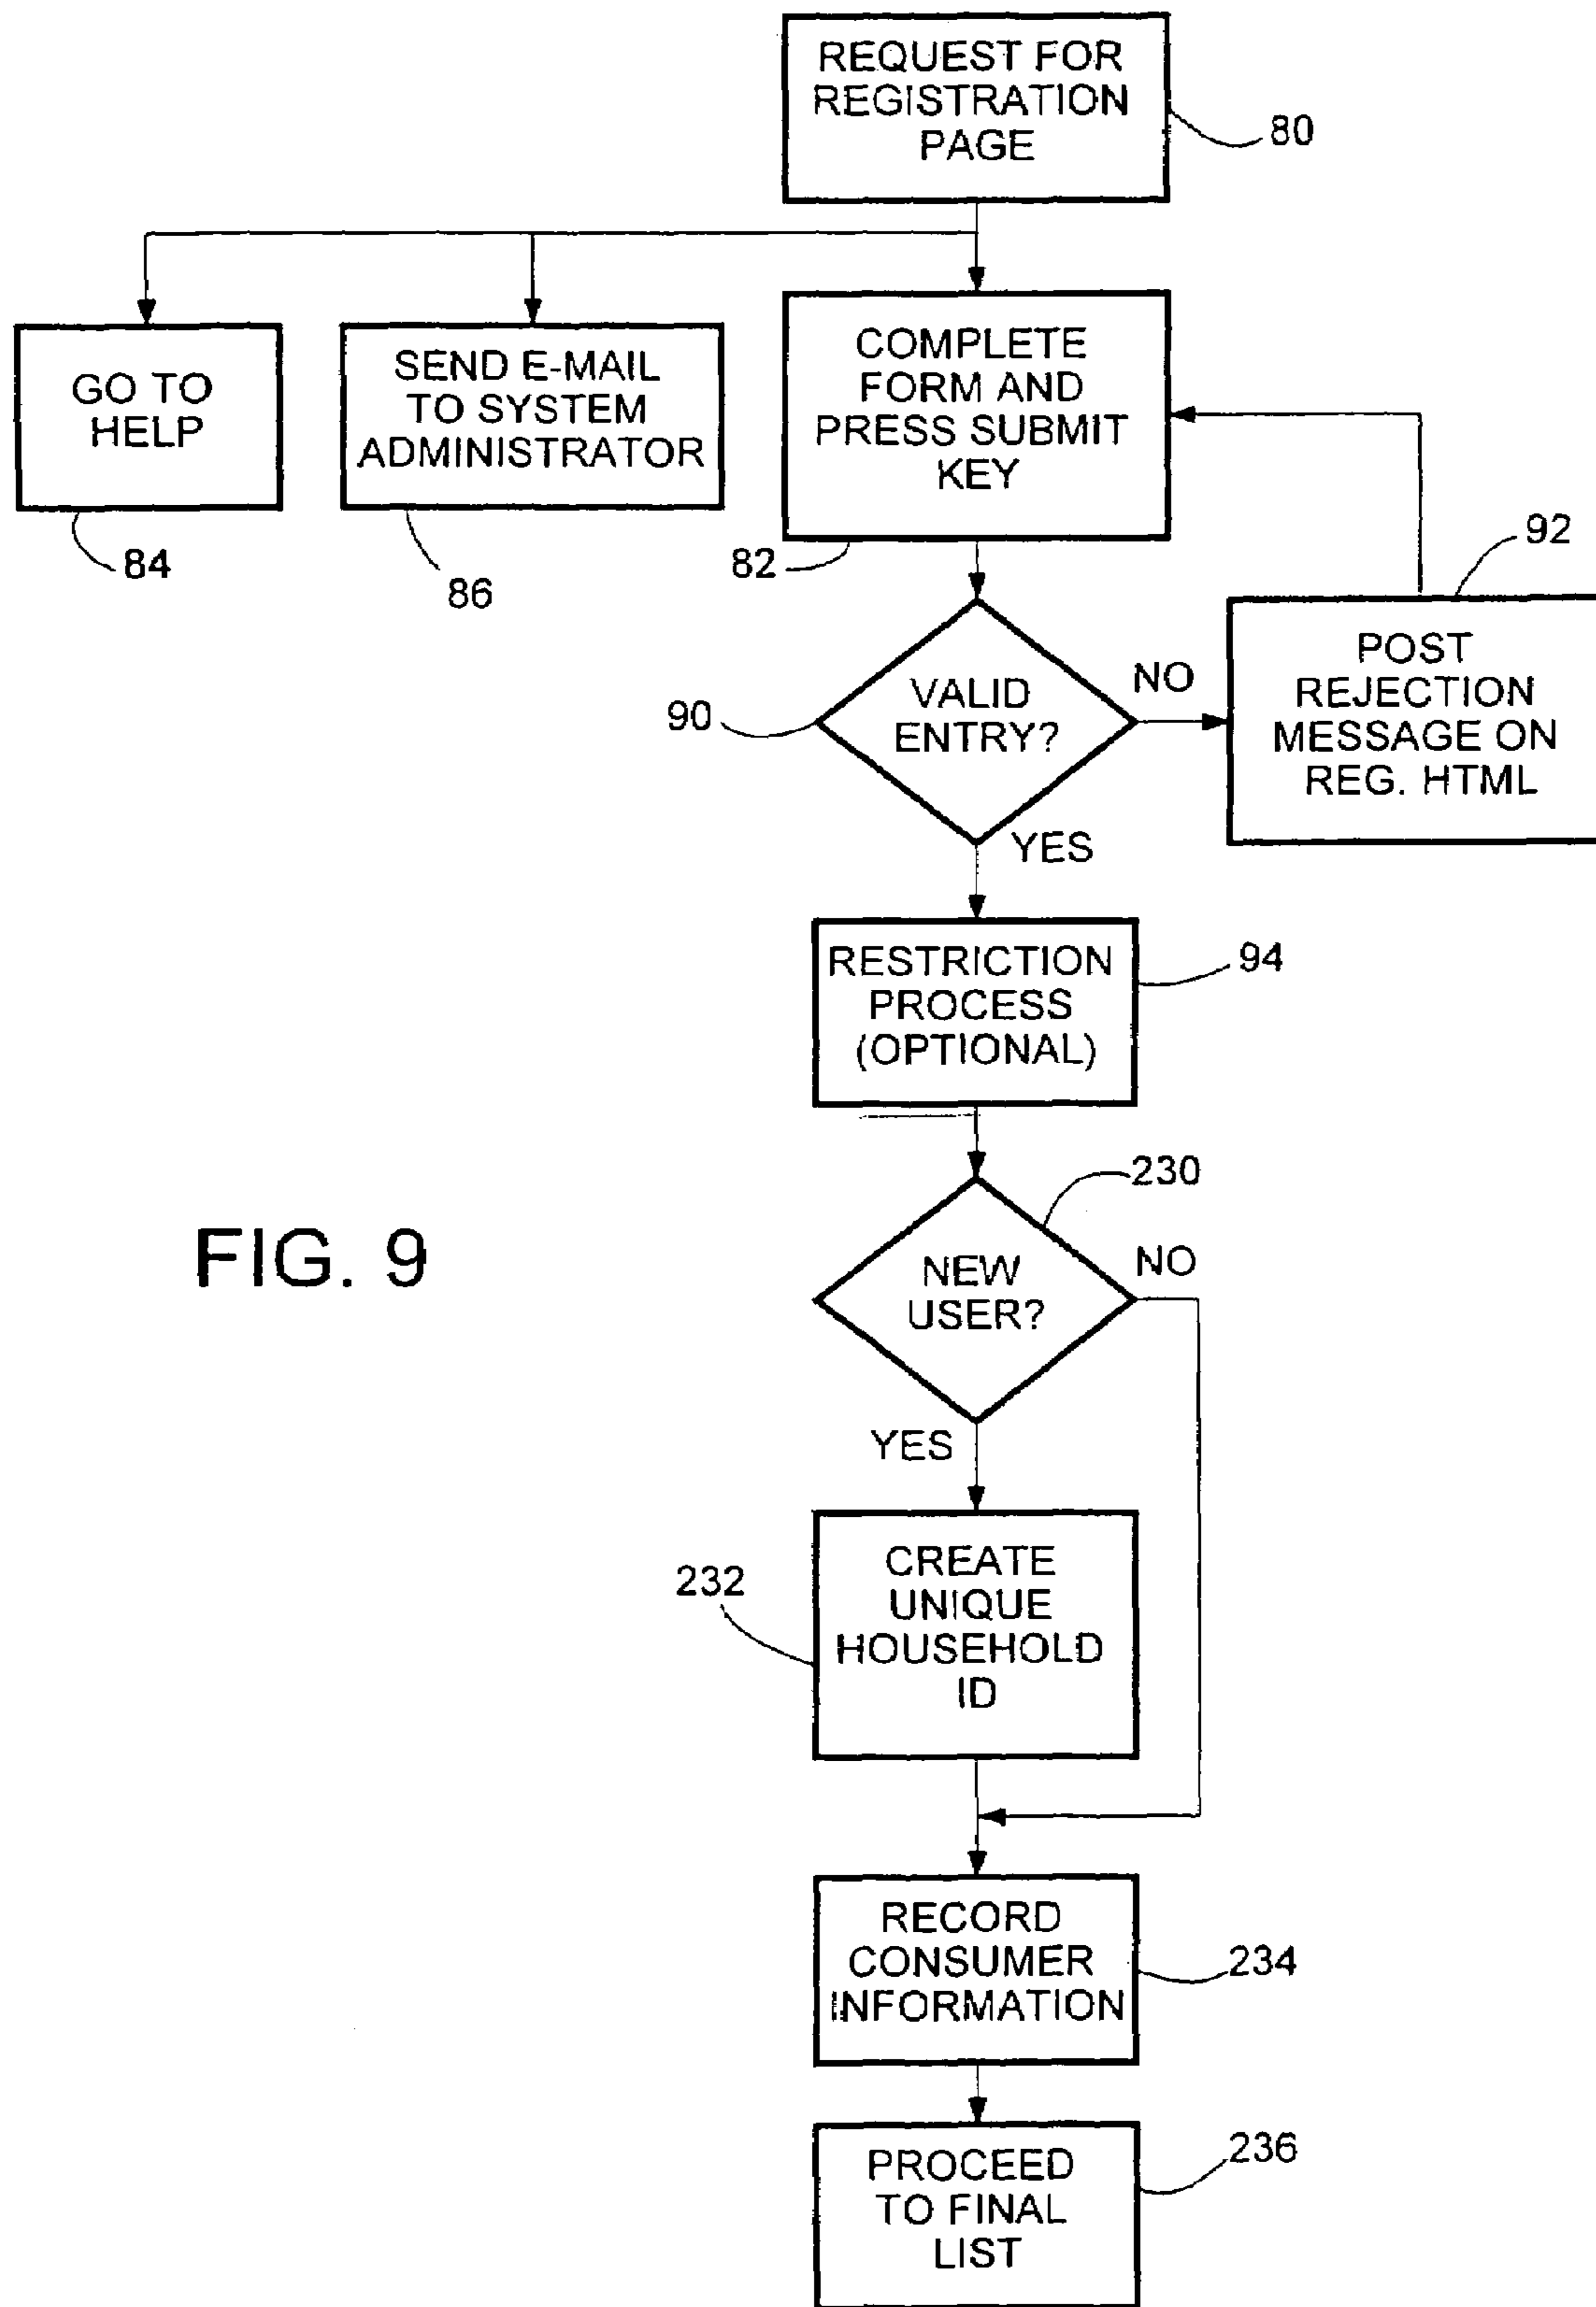 REQUEST FOR
REGISTRATION
PAGE
80
GO TO
HELP
84
SEND E-MAIL
TO SYSTEM
ADMINISTRATOR
86
COMPLETE
FORM AND
PRESS SUBMIT
KEY
82
92
POST
REJECTION
MESSAGE ON
REG. HTML
NO
VALID
ENTRY?
90
YES
RESTRICTION
PROCESS
(OPTIONAL)
94
230
NEW
USER?
NO
FIG. 9
YES
CREATE
UNIQUE
HOUSEHOLD
ID
232
RECORD
CONSUMER
INFORMATION
234
PROCEED
TO FINAL
LIST
236